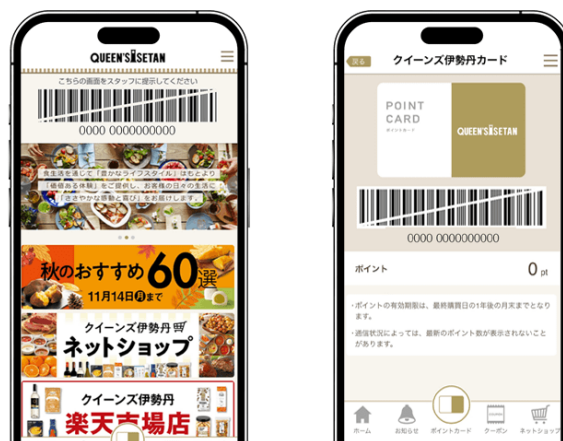 QUEEN'S ISETAN
こちらの画面をスタッフに提示してください
0000 0000000000
食生活を通じて「豊かなライフスタイル」はもとより
「価値ある体験」をご提供し、お客様の日々の生活に
「ささやかな感動と喜び」をお届けします。
秋のおすすめ60選
11月14日月まで
クイーンズ伊勢丹
ネットショップ
クイーンズ伊勢丹
楽天市場店
戻る
クイーンズ伊勢丹カード
POINT
CARD
ポイントカード
QUEEN'S ISETAN
0000 0000000000
ポイント
0 pt
・ポイントの有効期限は、最終購買日の1年後の月末までとなり
ます。
・通信状況によっては、最新のポイント数が表示されないこと
があります。
ホーム
お知らせ
ポイントカード
クーポン
ネットショップ